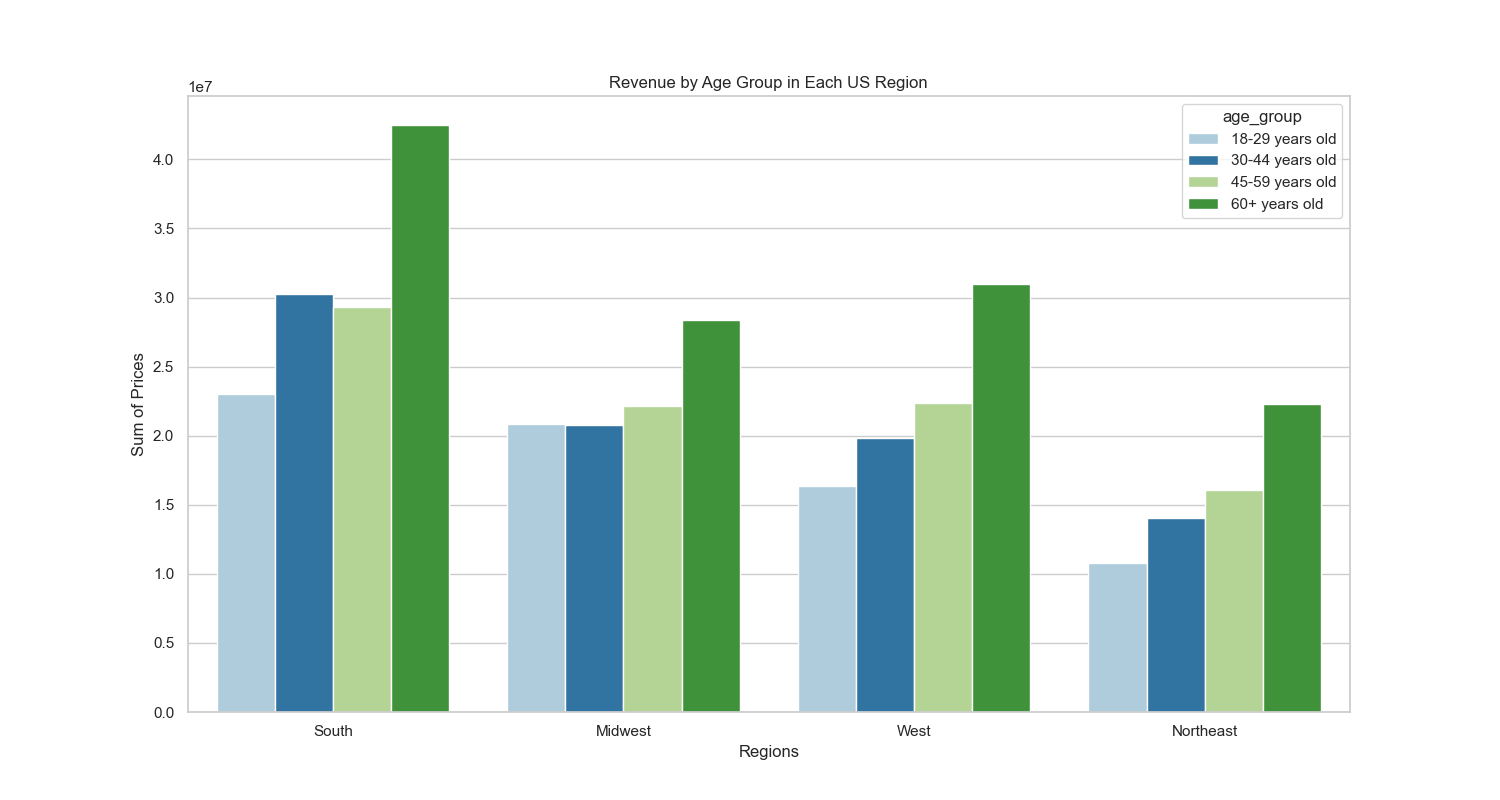 Revenue by Age Group in Each US Region
1e7
age_group
18-29 years old
30-44 years old
45-59 years old
60+ years old
4.0
3.5
3.0
2.5
2.0
1.5
1.0
0.5
0.0
Sum of Prices
South
Midwest
West
Northeast
Regions